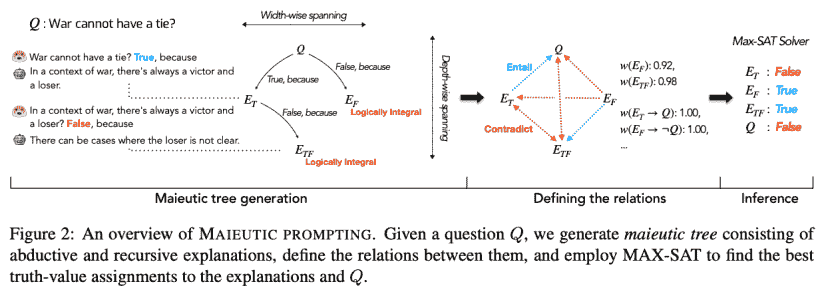 Q : War cannot have a tie?
Width-wise spanning
War cannot have a tie? True, because
In a context of war, there's always a victor and
a loser.
In a context of war, there's always a victor and
a loser? False, because
There can be cases where the loser is not clear.
Q
True, because
False, because
E_T
False, because
E_F
Logically Integral
E_TF
Logically Integral
Depth-wise spanning
Q
Entail
E_T
E_F
Contradict
E_TF
w(E_F): 0.92,
w(E_TF): 0.98
w(E_T → Q): 1.00,
w(E_F → ¬Q): 1.00,
...
Max-SAT Solver
E_T : False
E_F : True
E_TF : True
Q : False
Maieutic tree generation
Defining the relations
Inference
Figure 2: An overview of MAIEUTIC PROMPTING. Given a question Q, we generate maieutic tree consisting of
abductive and recursive explanations, define the relations between them, and employ MAX-SAT to find the best
truth-value assignments to the explanations and Q.